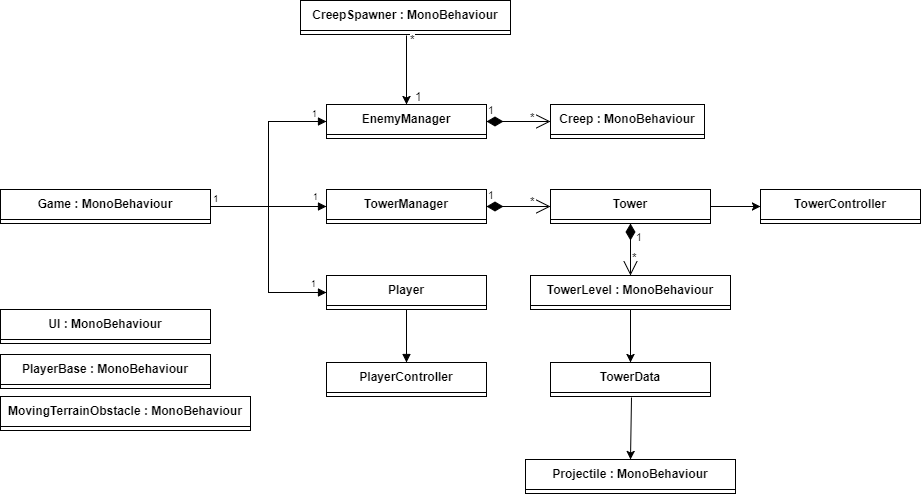 CreepSpawner : MonoBehaviour
*
1
1
EnemyManager
1
*
Creep : MonoBehaviour
Game : MonoBehaviour
1
1
TowerManager
1
*
Tower
TowerController
1
*
1
Player
TowerLevel : MonoBehaviour
UI : MonoBehaviour
PlayerBase : MonoBehaviour
PlayerController
TowerData
MovingTerrainObstacle : MonoBehaviour
Projectile : MonoBehaviour